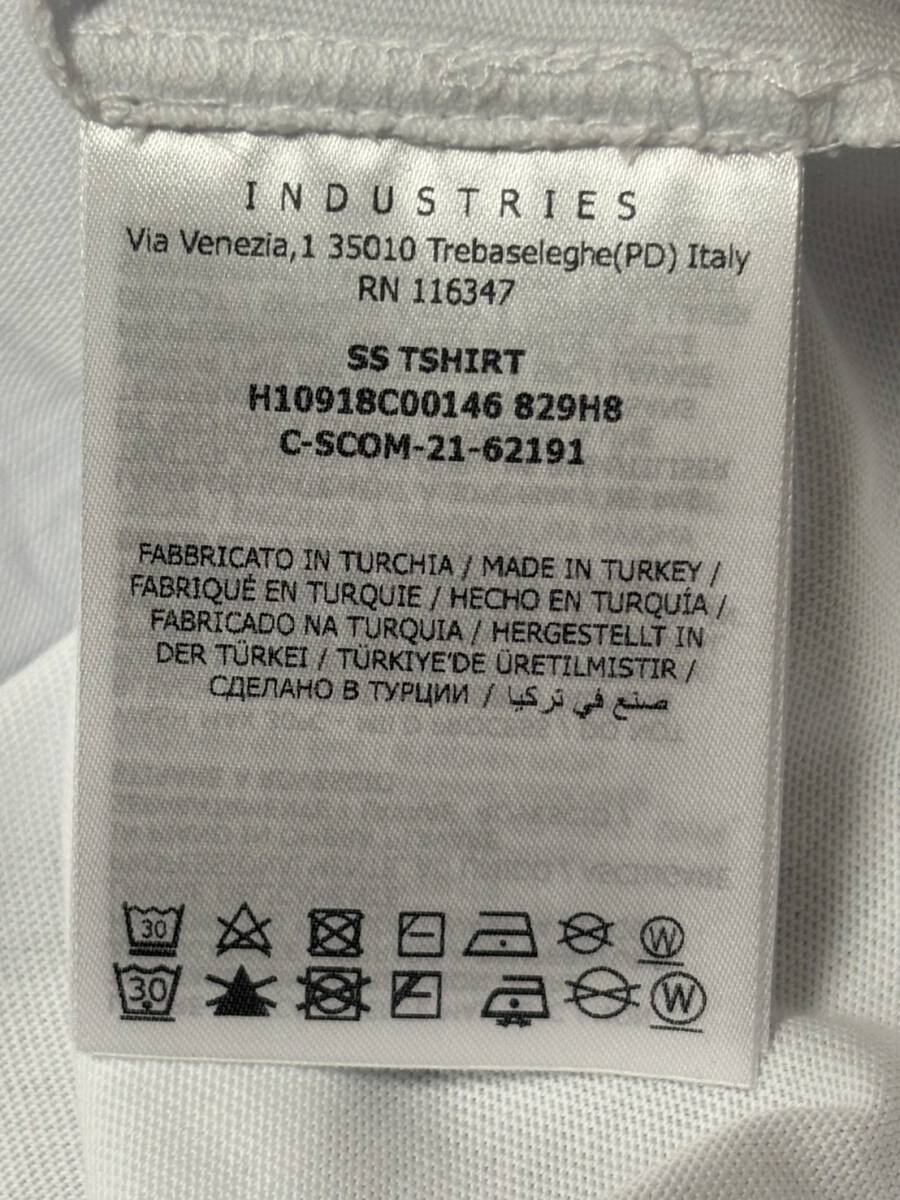 INDUSTRIES
Via Venezia,1 35010 Trebaseleghe(PD) Italy
RN 116347
SS TSHIRT
H10918C00146 829H8
C-SCOM-21-62191
FABBRICATO IN TURCHIA / MADE IN TURKEY /
FABRIQUÉ EN TURQUIE / HECHO EN TURQUÍA /
FABRICADO NA TURQUIA / HERGESTELLT IN
DER TÜRKEI / TÜRKIYE'DE ÜRETILMISTIR /
СДЕЛАНО В ТУРЦИИ / صنع في تركيا
30 W
30 W